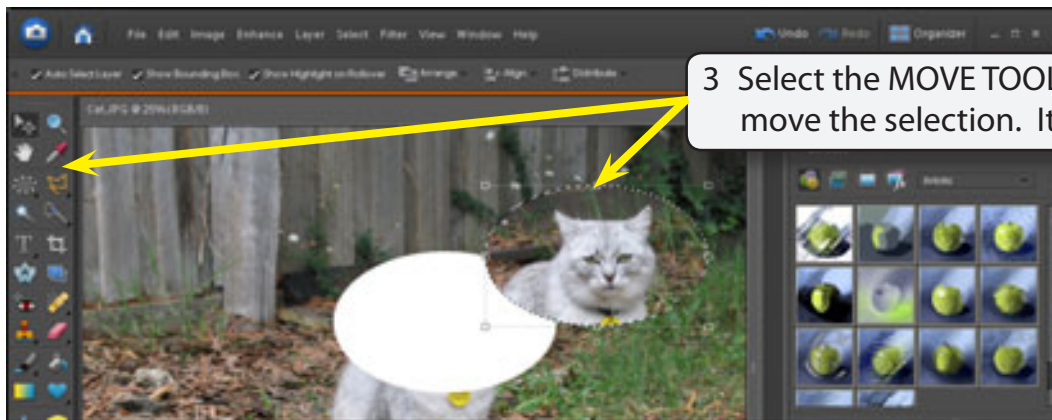 File Edit Image Enhance Layer Select Filter View Window Help
Undo Redo Organizer
Auto Select Layer Show Bounding Box Show Highlight on Rollover Arrange Align Distribute
3 Select the MOVE TOOL
move the selection. It
Cat.JPG @ 25% (RGB/8)
Artistic